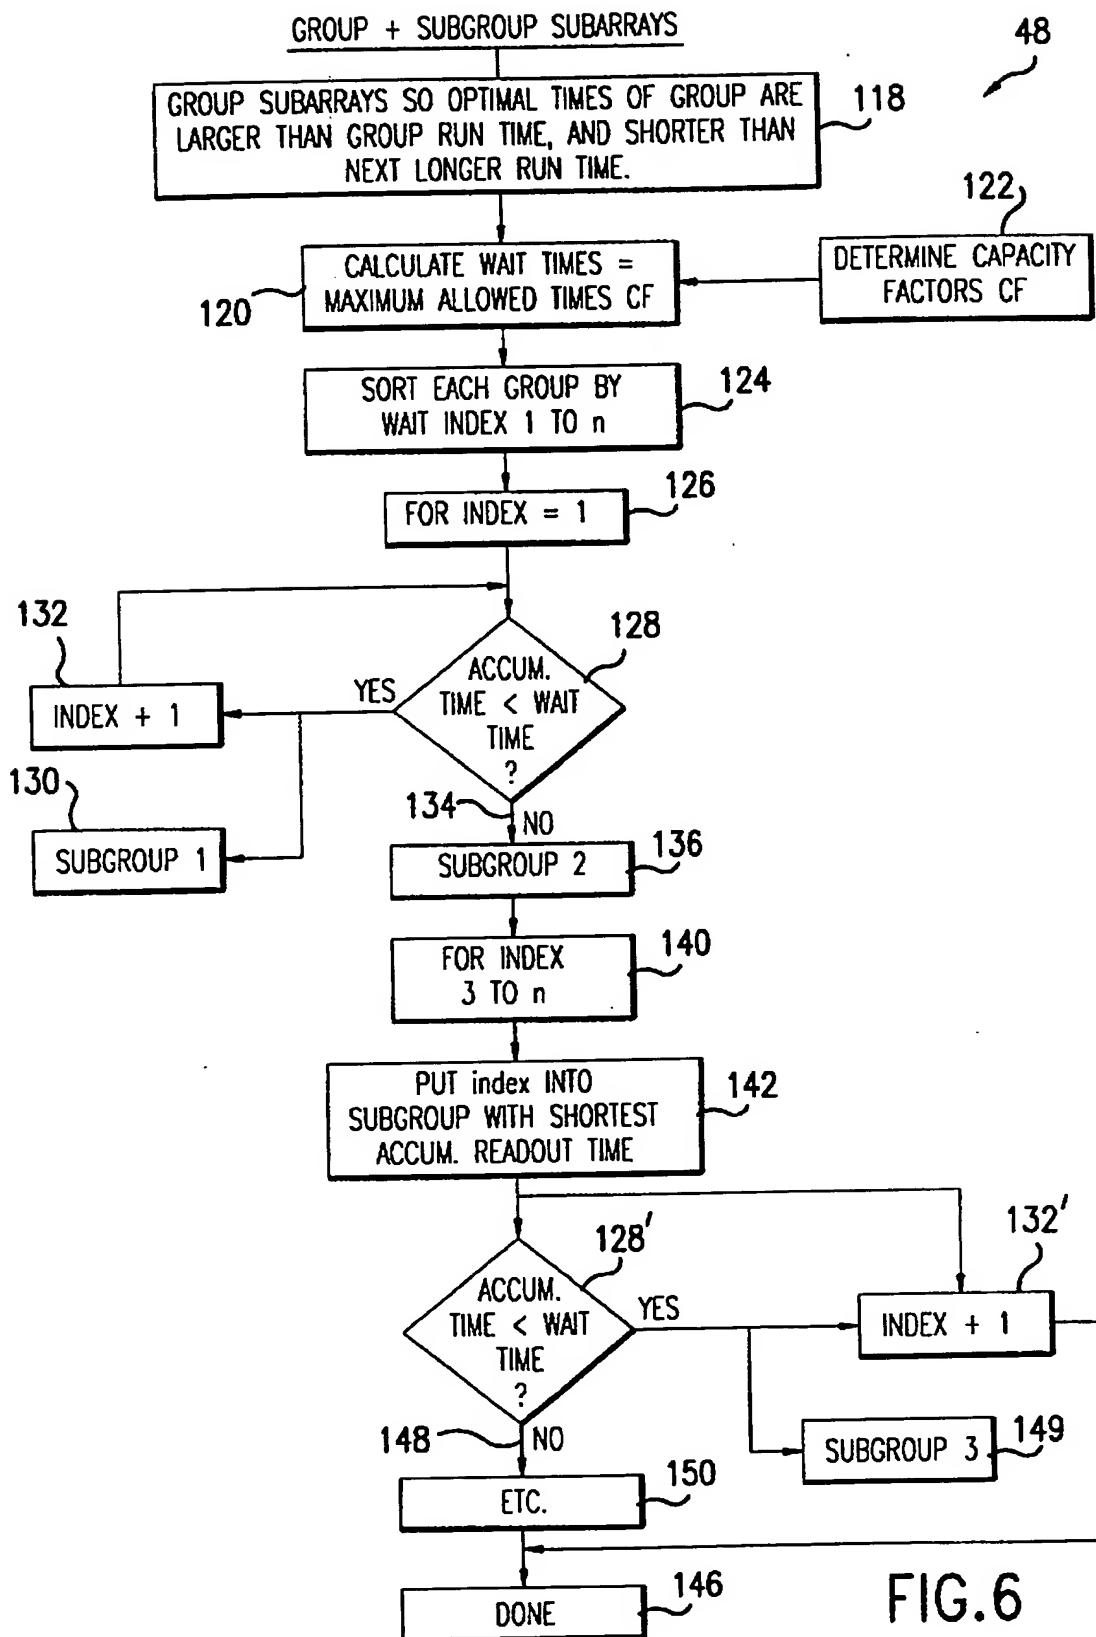 GROUP + SUBGROUP SUBARRAYS
48
GROUP SUBARRAYS SO OPTIMAL TIMES OF GROUP ARE
LARGER THAN GROUP RUN TIME, AND SHORTER THAN
NEXT LONGER RUN TIME.
118
122
CALCULATE WAIT TIMES =
MAXIMUM ALLOWED TIMES CF
120
DETERMINE CAPACITY
FACTORS CF
SORT EACH GROUP BY
WAIT INDEX 1 TO n
124
FOR INDEX = 1
126
132
INDEX + 1
YES
ACCUM.
TIME < WAIT
TIME
?
128
130
SUBGROUP 1
134
NO
SUBGROUP 2
136
FOR INDEX
3 TO n
140
PUT index INTO
SUBGROUP WITH SHORTEST
ACCUM. READOUT TIME
142
128'
ACCUM.
TIME < WAIT
TIME
?
YES
132'
INDEX + 1
148
NO
SUBGROUP 3
149
ETC.
150
DONE
146
FIG.6